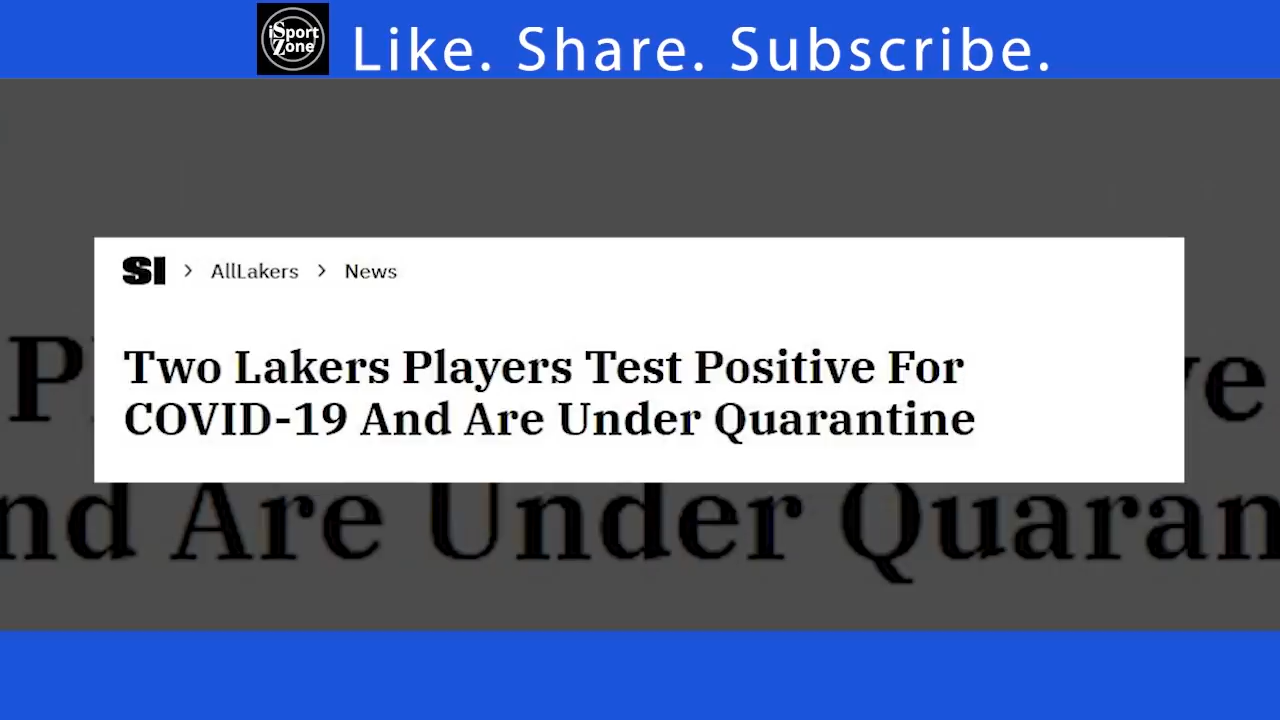 iSport
Zone
Like. Share. Subscribe.
SI > AllLakers > News
Two Lakers Players Test Positive For
COVID-19 And Are Under Quarantine
P
ve
nd Are Under Quaran